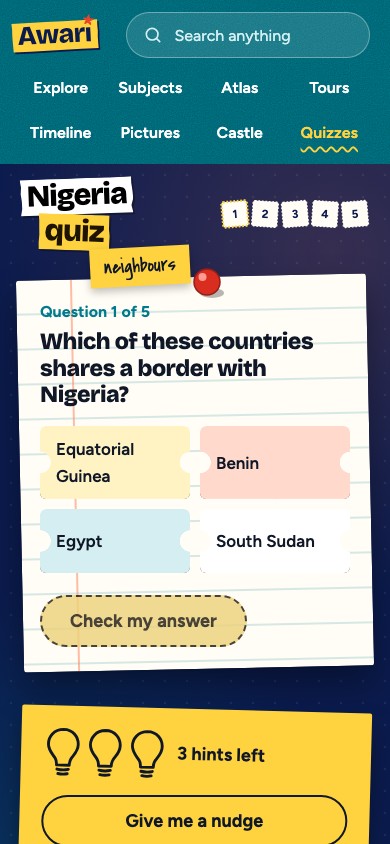 Awari
Search anything
Explore
Subjects
Atlas
Tours
Timeline
Pictures
Castle
Quizzes
Nigeria
quiz
neighbours
1
2
3
4
5
Question 1 of 5
Which of these countries
shares a border with
Nigeria?
Equatorial
Guinea
Benin
Egypt
South Sudan
Check my answer
3 hints left
Give me a nudge